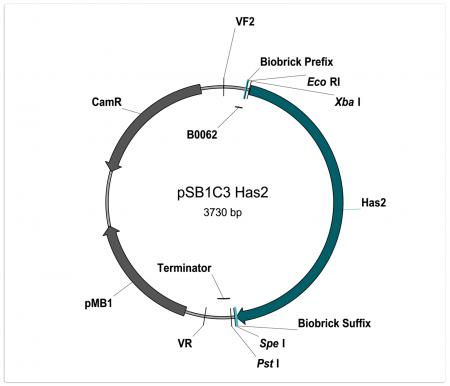 VF2
Biobrick Prefix
Eco RI
Xba I
CamR
B0062
pSB1C3 Has2
3730 bp
Has2
Terminator
pMB1
Biobrick Suffix
VR
Spe I
Pst I